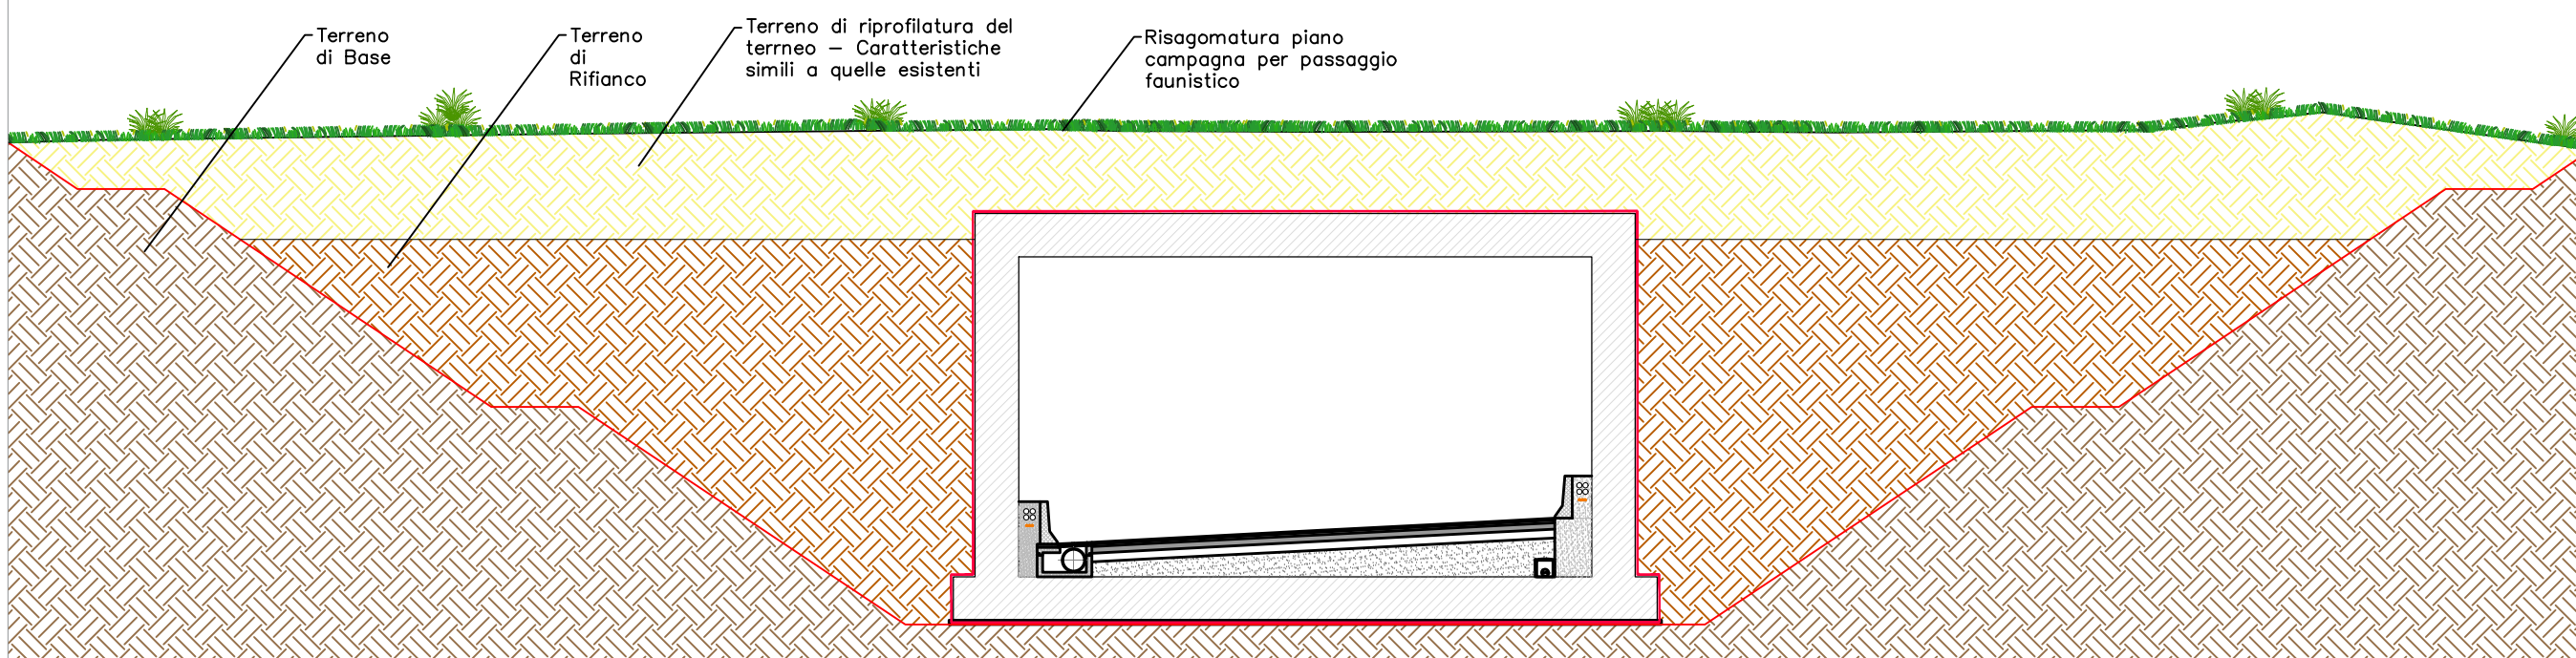 Terreno
di Base
Terreno
di
Rifianco
Terreno di riprofilatura del
terrneo – Caratteristiche
simili a quelle esistenti
Risagomatura piano
campagna per passaggio
faunistico